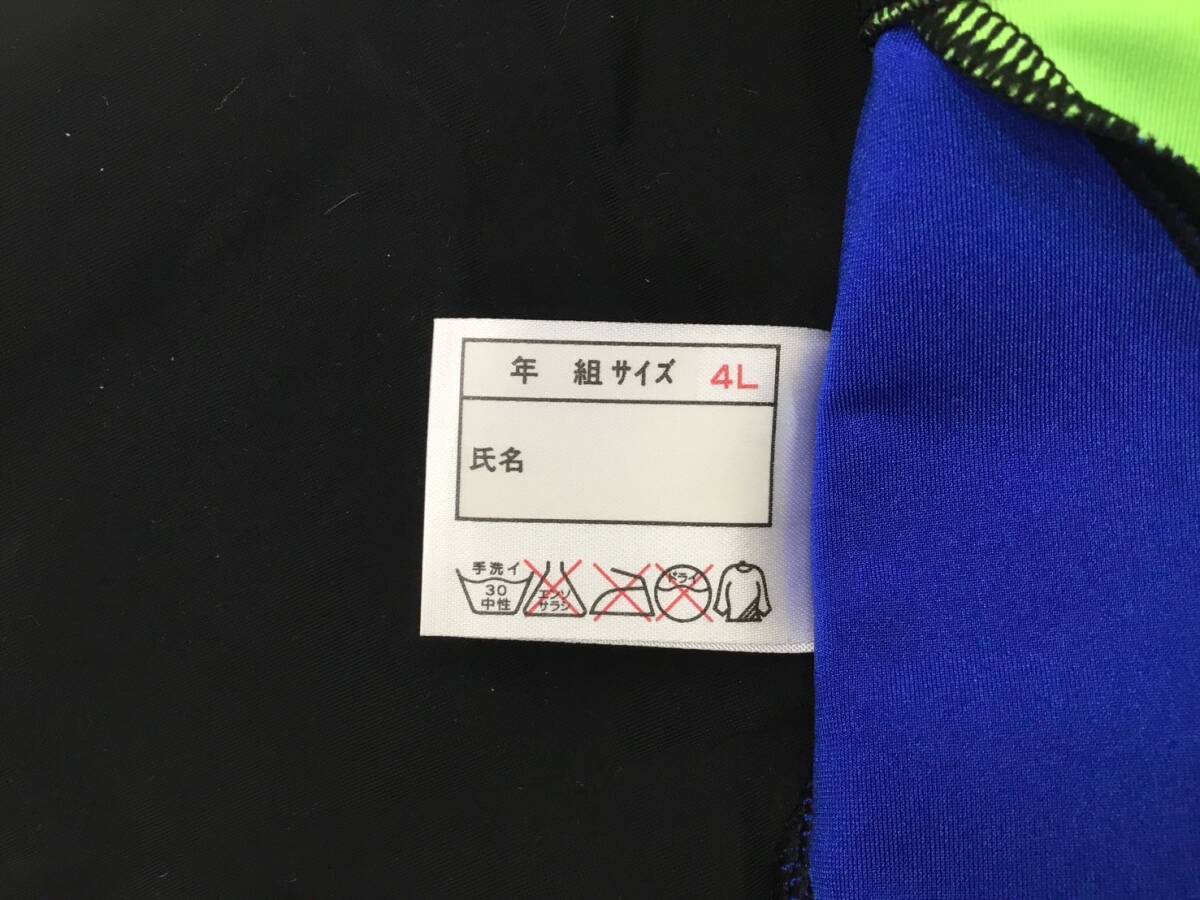 年 組 サイズ 4L
氏名
手洗イ
30
中性
エンソ
サラシ
ドライ